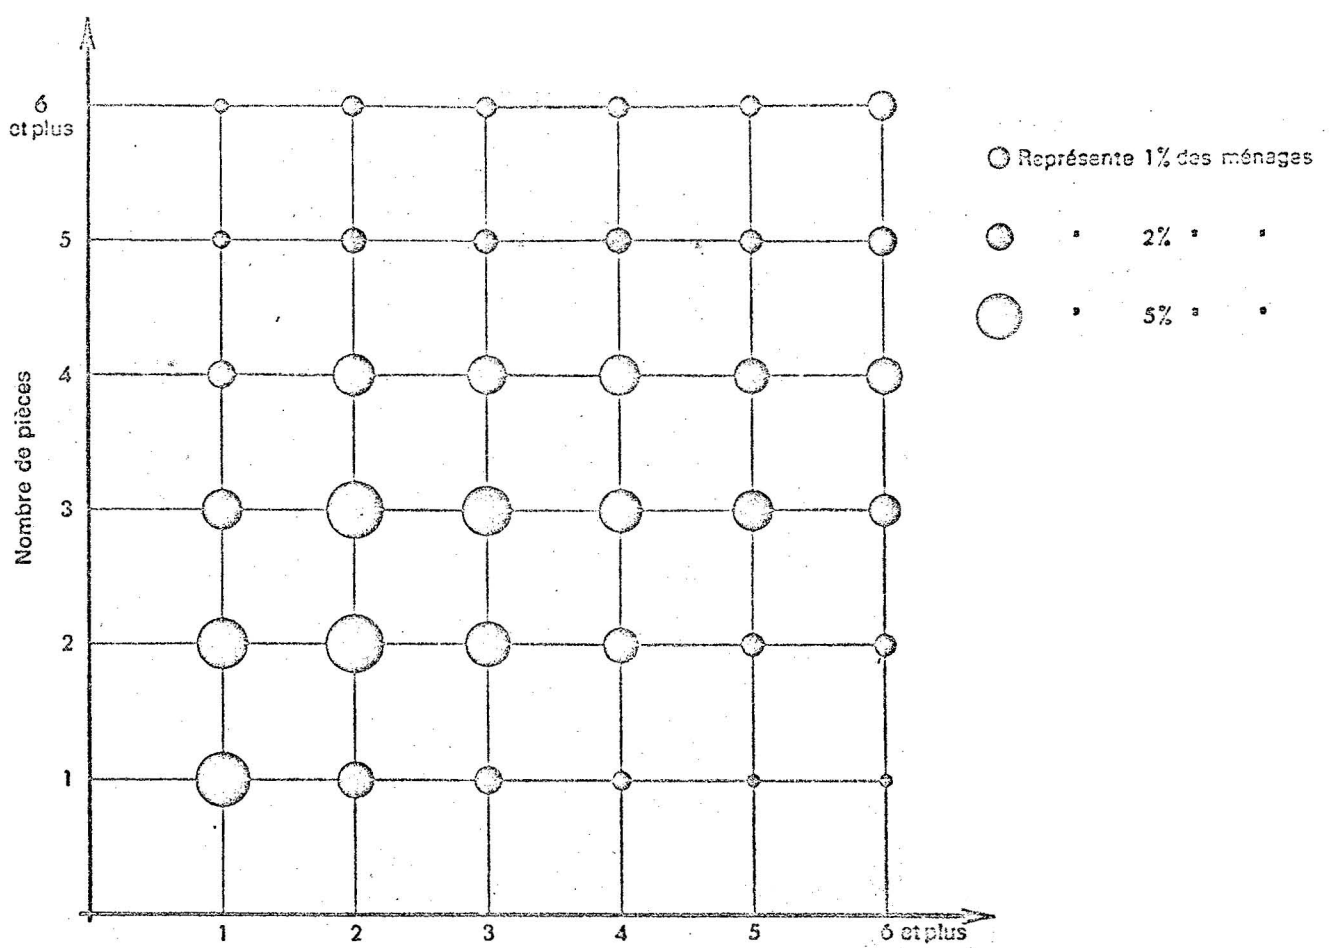 6
et plus
5
4
3
2
1
Nombre de pièces
1 2 3 4 5 6 et plus
Représente 1% des ménages
" 2% " "
" 5% " "